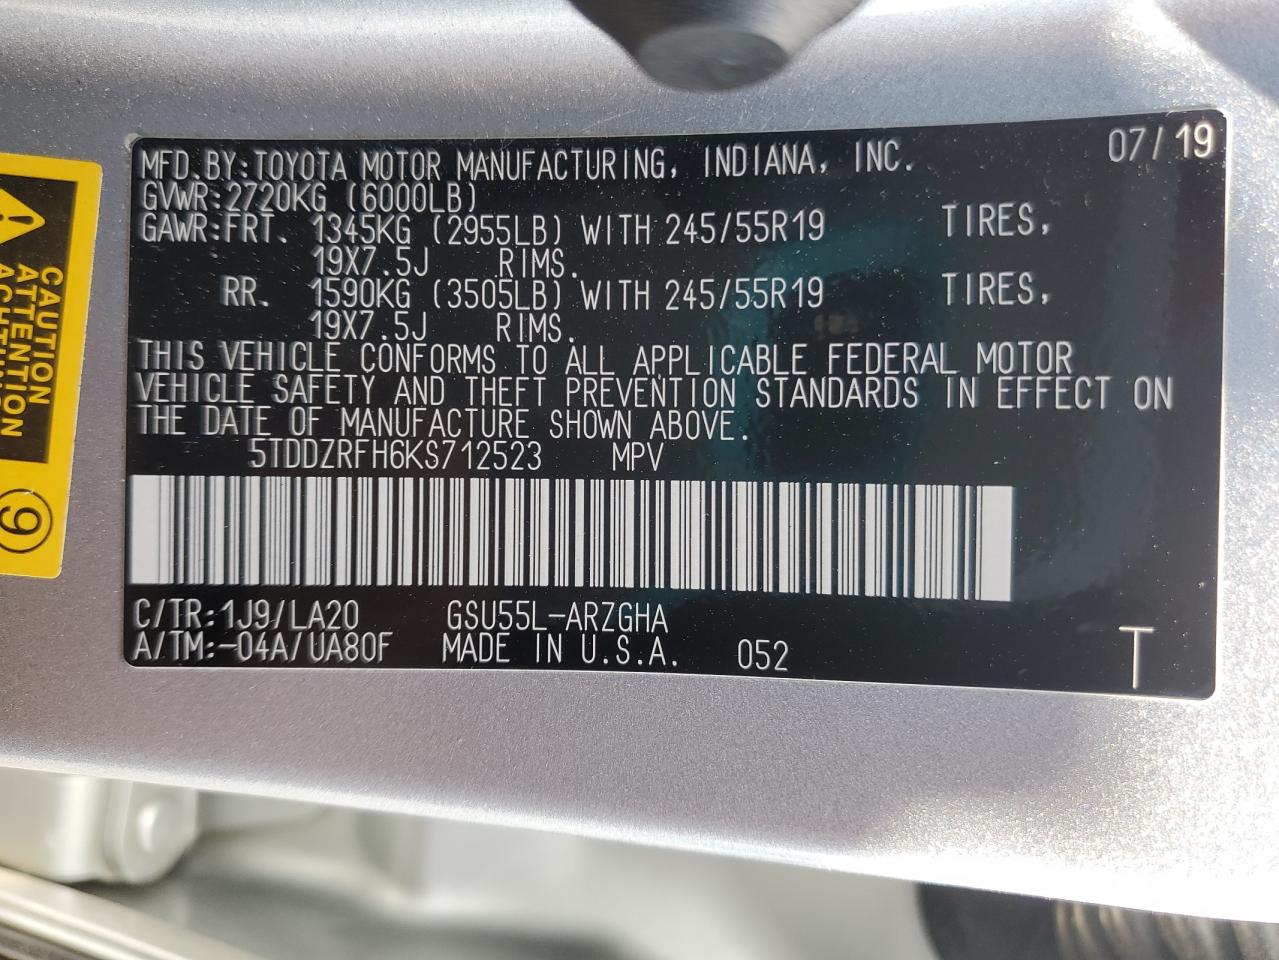 MFD.BY:TOYOTA MOTOR MANUFACTURING, INDIANA, INC. 07/19
GVWR:2720KG (6000LB)
GAWR:FRT. 1345KG (2955LB) WITH 245/55R19 TIRES,
19X7.5J RIMS.
RR. 1590KG (3505LB) WITH 245/55R19 TIRES,
19X7.5J RIMS.
THIS VEHICLE CONFORMS TO ALL APPLICABLE FEDERAL MOTOR
VEHICLE SAFETY AND THEFT PREVENTION STANDARDS IN EFFECT ON
THE DATE OF MANUFACTURE SHOWN ABOVE.
5TDDZRFH6KS712523 MPV
C/TR:1J9/LA20 GSU55L-ARZGHA
A/TM:-04A/UA80F MADE IN U.S.A. 052 T
CAUTION
ATTENTION
9